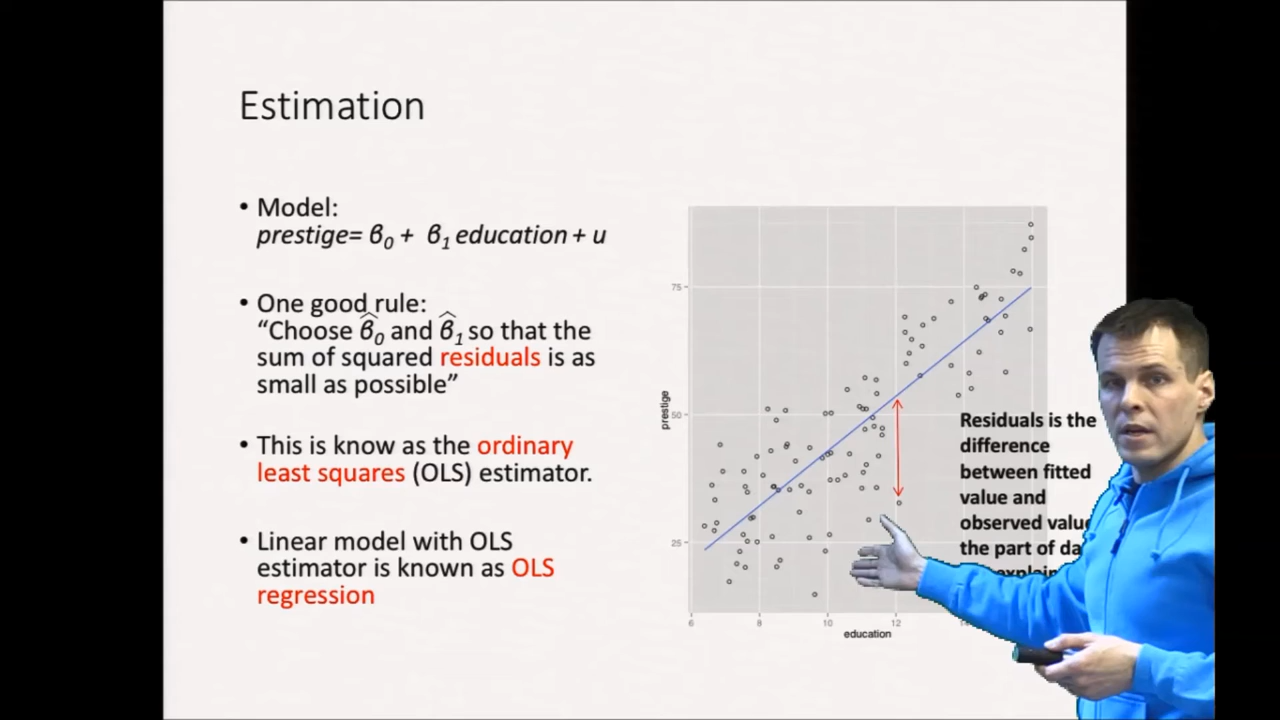 Estimation
• Model:
prestige= β0 + β1 education + u
• One good rule:
“Choose β̂0 and β̂1 so that the
sum of squared residuals is as
small as possible”
• This is know as the ordinary
least squares (OLS) estimator.
• Linear model with OLS
estimator is known as OLS
regression
75
50
25
prestige
6
8
10
12
education
Residuals is the
difference
between fitted
value and
observed value
the part of